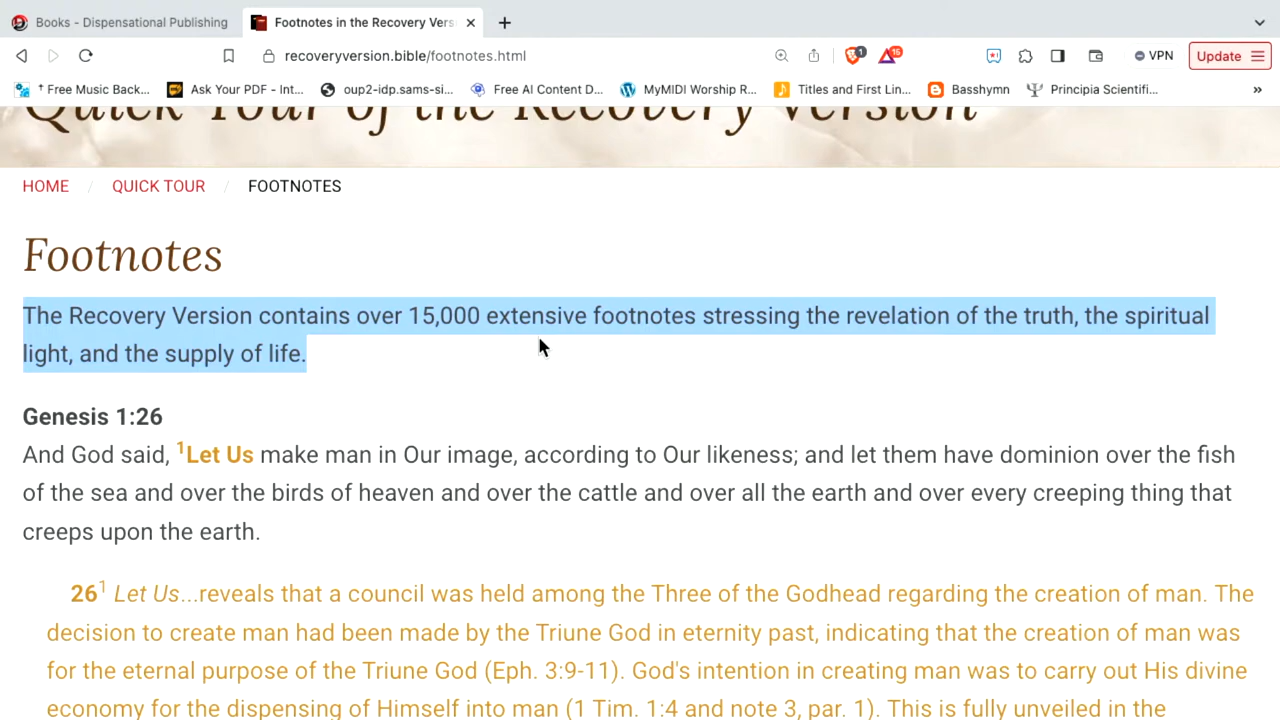 Books - Dispensational Publishing
Footnotes in the Recovery Vers
recoveryversion.bible/footnotes.html
1
15
VPN
Update
† Free Music Back...
Ask Your PDF - Int...
oup2-idp.sams-si...
Free AI Content D...
MyMIDI Worship R...
Titles and First Lin...
Basshymn
Principia Scientifi...
»
Quick Tour of the Recovery Version
HOME / QUICK TOUR / FOOTNOTES
Footnotes
The Recovery Version contains over 15,000 extensive footnotes stressing the revelation of the truth, the spiritual
light, and the supply of life.
Genesis 1:26
And God said, ¹Let Us make man in Our image, according to Our likeness; and let them have dominion over the fish
of the sea and over the birds of heaven and over the cattle and over all the earth and over every creeping thing that
creeps upon the earth.
26¹ Let Us...reveals that a council was held among the Three of the Godhead regarding the creation of man. The
decision to create man had been made by the Triune God in eternity past, indicating that the creation of man was
for the eternal purpose of the Triune God (Eph. 3:9-11). God's intention in creating man was to carry out His divine
economy for the dispensing of Himself into man (1 Tim. 1:4 and note 3, par. 1). This is fully unveiled in the